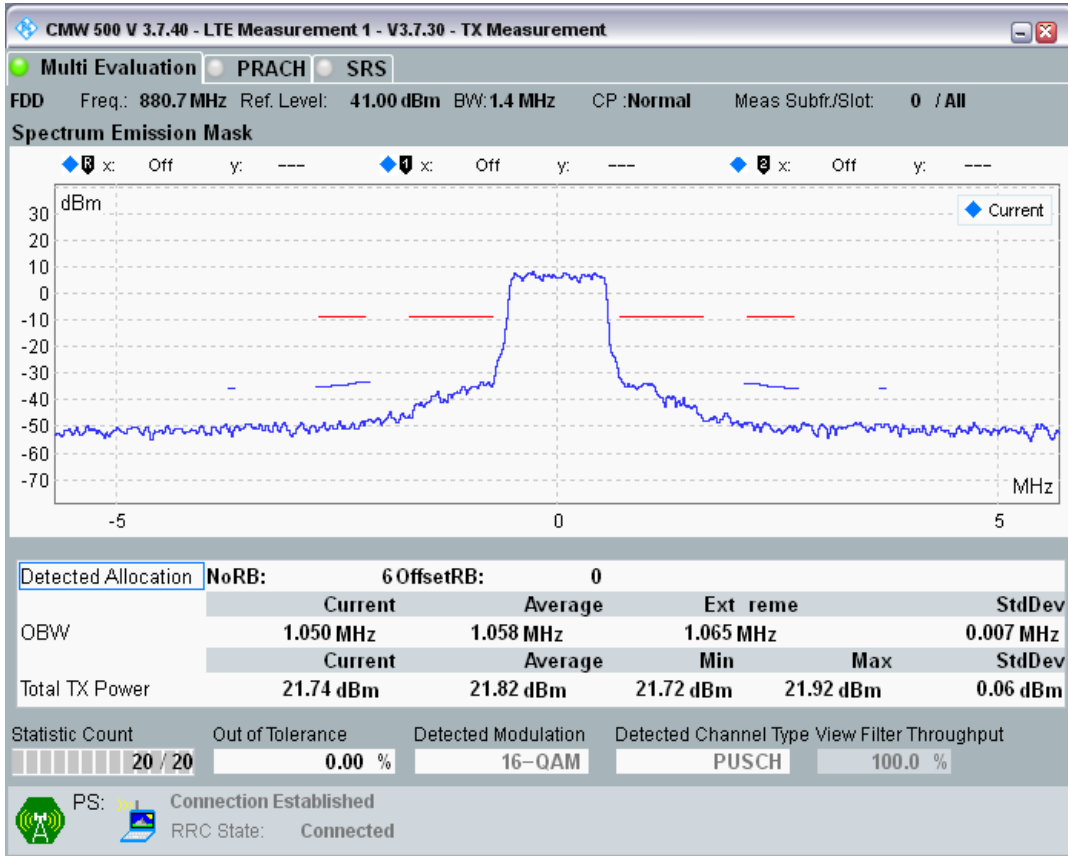 CMW 500 V 3.7.40 - LTE Measurement 1 - V3.7.30 - TX Measurement
Multi Evaluation PRACH SRS
FDD Freq.: 880.7 MHz Ref. Level: 41.00 dBm BW: 1.4 MHz CP :Normal Meas Subfr./Slot: 0 / All
Spectrum Emission Mask
R x: Off y: --- 1 x: Off y: --- 2 x: Off y: ---
dBm
Current
30
20
10
0
-10
-20
-30
-40
-50
-60
-70
MHz
-5 0 5
Detected Allocation NoRB: 6 OffsetRB: 0
Current Average Ext reme StdDev
OBW 1.050 MHz 1.058 MHz 1.065 MHz 0.007 MHz
Current Average Min Max StdDev
Total TX Power 21.74 dBm 21.82 dBm 21.72 dBm 21.92 dBm 0.06 dBm
Statistic Count Out of Tolerance Detected Modulation Detected Channel Type View Filter Throughput
20 / 20 0.00 % 16-QAM PUSCH 100.0 %
PS: Connection Established
RRC State: Connected